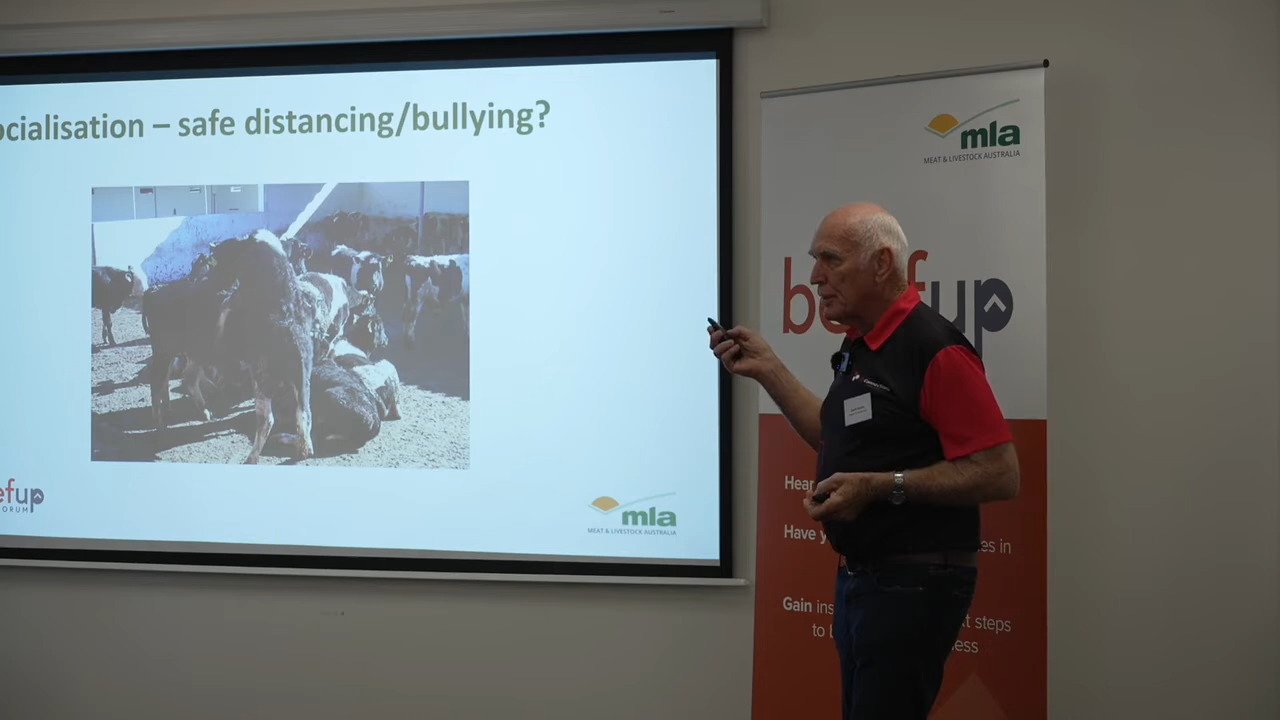 ocialisation – safe distancing/bullying?
efup
ORUM
mla
MEAT & LIVESTOCK AUSTRALIA
mla
MEAT & LIVESTOCK AUSTRALIA
b fup
Hear
Have y
es in
Gain ins
t steps
to b
ess